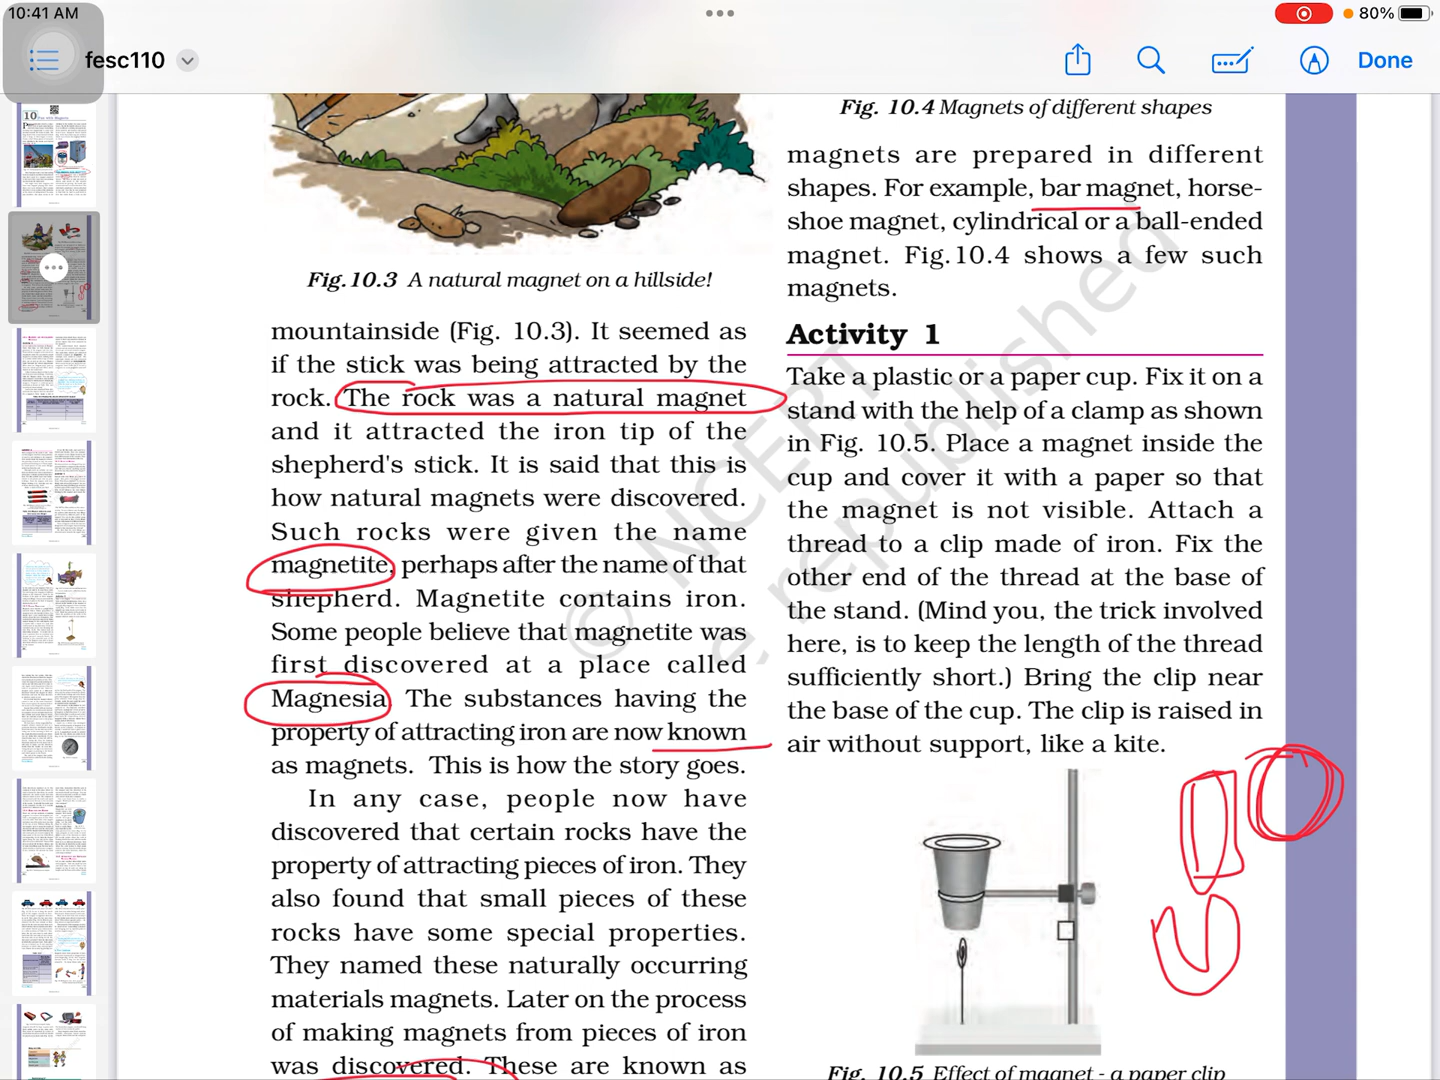 10:41 AM
80%
fesc110
Done
Fig. 10.4 Magnets of different shapes
Fig.10.3 A natural magnet on a hillside!
mountainside (Fig. 10.3). It seemed as
if the stick was being attracted by the
rock. The rock was a natural magnet
and it attracted the iron tip of the
shepherd's stick. It is said that this is
how natural magnets were discovered.
Such rocks were given the name
magnetite, perhaps after the name of that
shepherd. Magnetite contains iron
Some people believe that magnetite was
first discovered at a place called
Magnesia. The substances having the
property of attracting iron are now known
as magnets. This is how the story goes.
In any case, people now have
discovered that certain rocks have the
property of attracting pieces of iron. They
also found that small pieces of these
rocks have some special properties.
They named these naturally occurring
materials magnets. Later on the process
of making magnets from pieces of iron
was discovered. These are known as
magnets are prepared in different
shapes. For example, bar magnet, horse-
shoe magnet, cylindrical or a ball-ended
magnet. Fig.10.4 shows a few such
magnets.
Activity 1
Take a plastic or a paper cup. Fix it on a
stand with the help of a clamp as shown
in Fig. 10.5. Place a magnet inside the
cup and cover it with a paper so that
the magnet is not visible. Attach a
thread to a clip made of iron. Fix the
other end of the thread at the base of
the stand. (Mind you, the trick involved
here, is to keep the length of the thread
sufficiently short.) Bring the clip near
the base of the cup. The clip is raised in
air without support, like a kite.
Fig. 10.5 Effect of magnet - a paper clip
© NCERT
republished